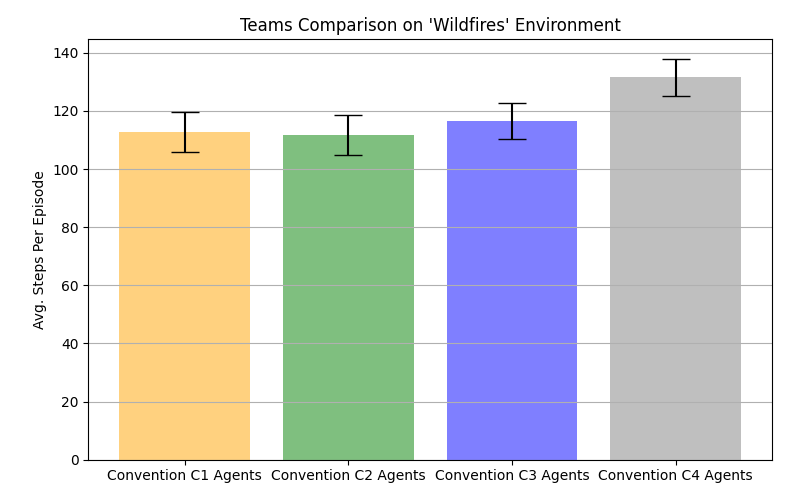 Teams Comparison on 'Wildfires' Environment
Avg. Steps Per Episode
140
120
100
80
60
40
20
0
Convention C1 Agents Convention C2 Agents Convention C3 Agents Convention C4 Agents